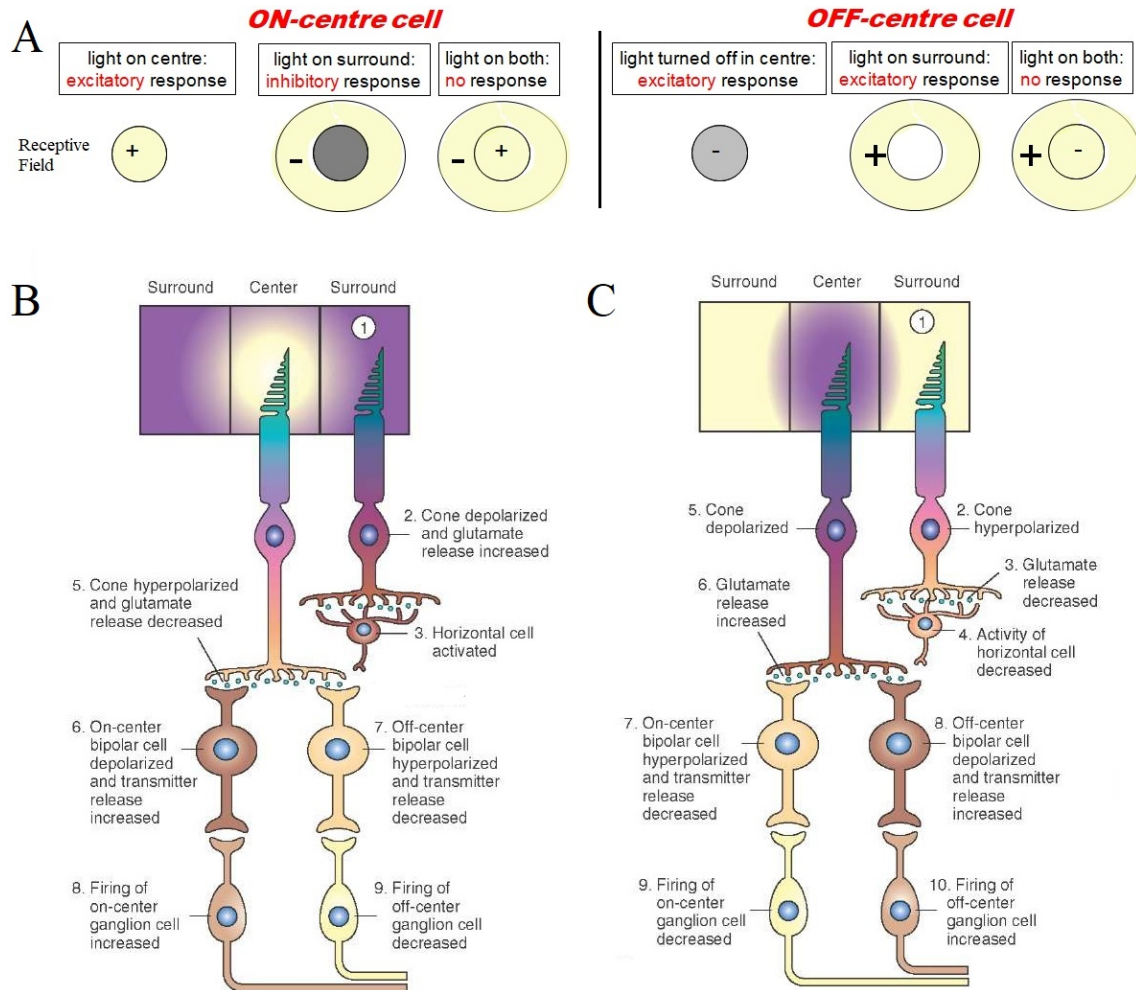 A
ON-centre cell
light on centre:
excitatory response
light on surround:
inhibitory response
light on both:
no response
Receptive
Field
+
-
-
+
OFF-centre cell
light turned off in centre:
excitatory response
light on surround:
excitatory response
light on both:
no response
-
+
+
-
B
Surround Center Surround
1
2. Cone depolarized
and glutamate
release increased
5. Cone hyperpolarized
and glutamate
release decreased
3. Horizontal cell
activated
6. On-center
bipolar cell
depolarized
and transmitter
release
increased
7. Off-center
bipolar cell
hyperpolarized
and transmitter
release
decreased
8. Firing of
on-center
ganglion cell
increased
9. Firing of
off-center
ganglion cell
decreased
C
Surround Center Surround
1
5. Cone
depolarized
2. Cone
hyperpolarized
6. Glutamate
release
increased
3. Glutamate
release
decreased
4. Activity of
horizontal cell
decreased
7. On-center
bipolar cell
hyperpolarized
and transmitter
release
decreased
8. Off-center
bipolar cell
depolarized
and transmitter
release
increased
9. Firing of
on-center
ganglion cell
decreased
10. Firing of
off-center
ganglion cell
increased